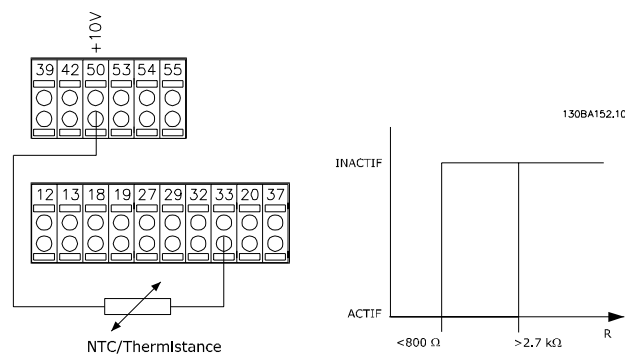 +10V
39 42 50 53 54 55
130BA152.10
INACTIF
12 13 18 19 27 29 32 33 20 37
ACTIF
<800 Ω >2.7 kΩ
R
NTC/Thermistance